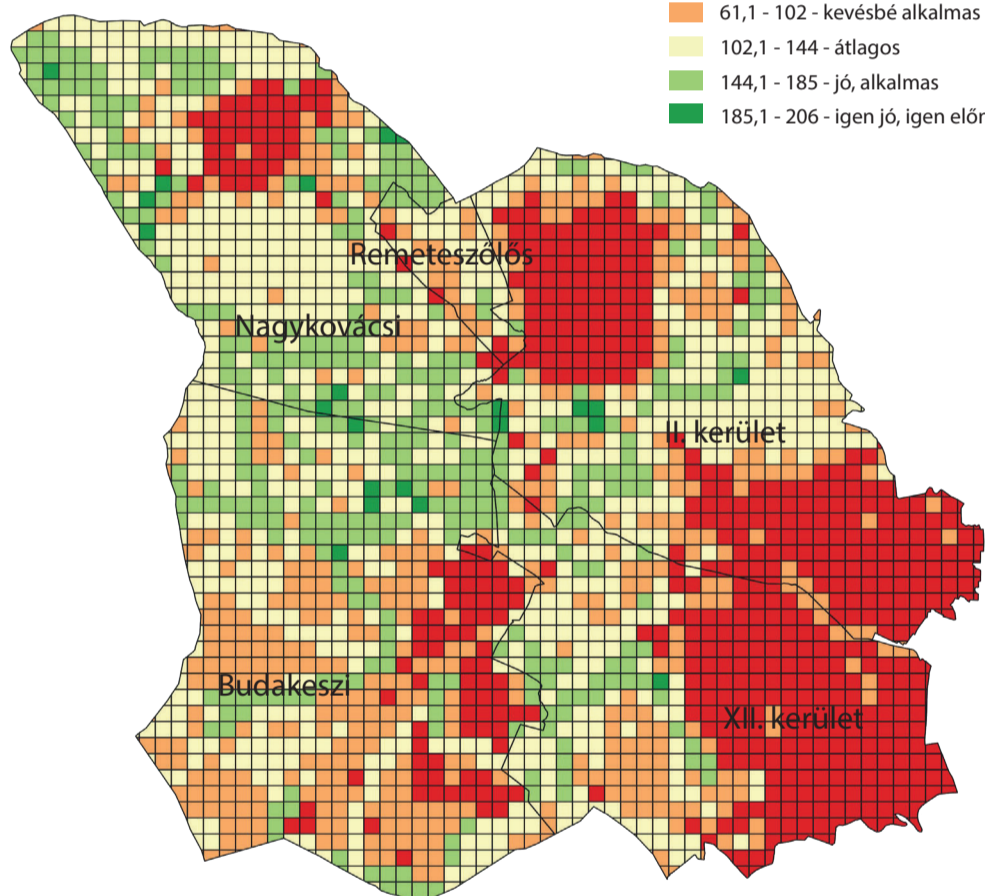 61,1 - 102 - kevésbé alkalmas
102,1 - 144 - átlagos
144,1 - 185 - jó, alkalmas
185,1 - 206 - igen jó, igen
Remeteszőlős
Nagykovácsi
II. kerület
Budakeszi
XII. kerület